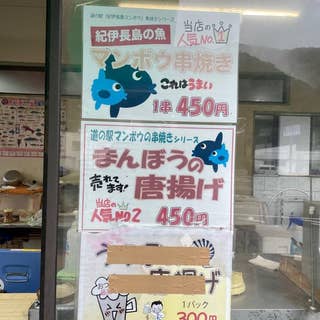 道の駅「紀伊長島マンボウ」魚焼きシリーズ
紀伊長島の魚
当店の
人気No.1
マンボウ串焼き
これはうまい
1串 450円
道の駅マンボウの串焼きシリーズ
まんぼうの
唐揚げ
売れてます!
当店の
人気No2
450円
唐揚げ
1パック
300円